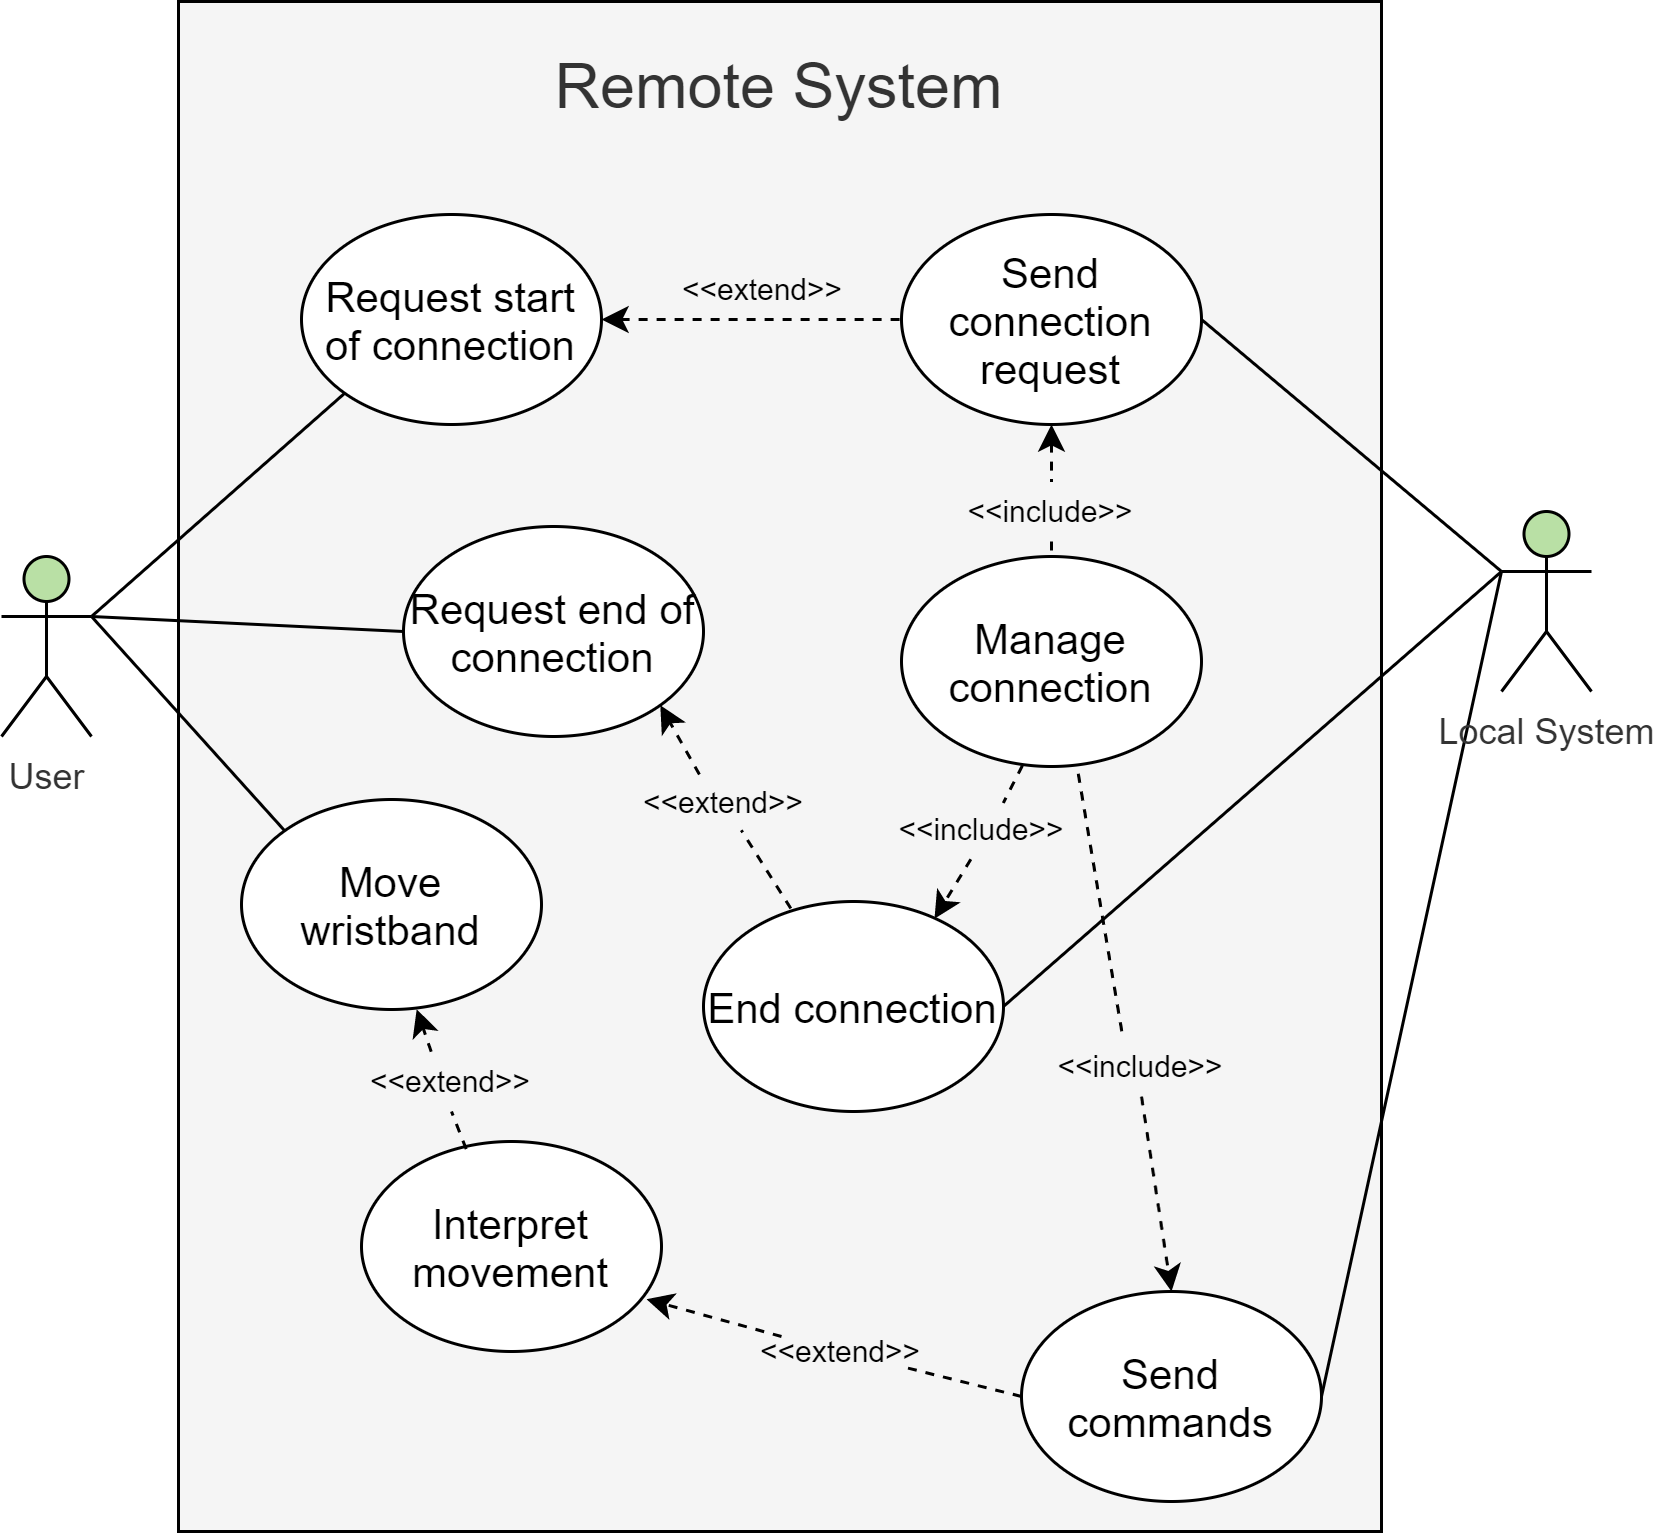 Remote System
Request start
of connection
<<extend>>
Send
connection
request
<<include>>
Request end of
connection
Manage
connection
User
Local System
<<extend>>
<<include>>
Move
wristband
End connection
<<extend>>
<<include>>
Interpret
movement
<<extend>>
Send
commands